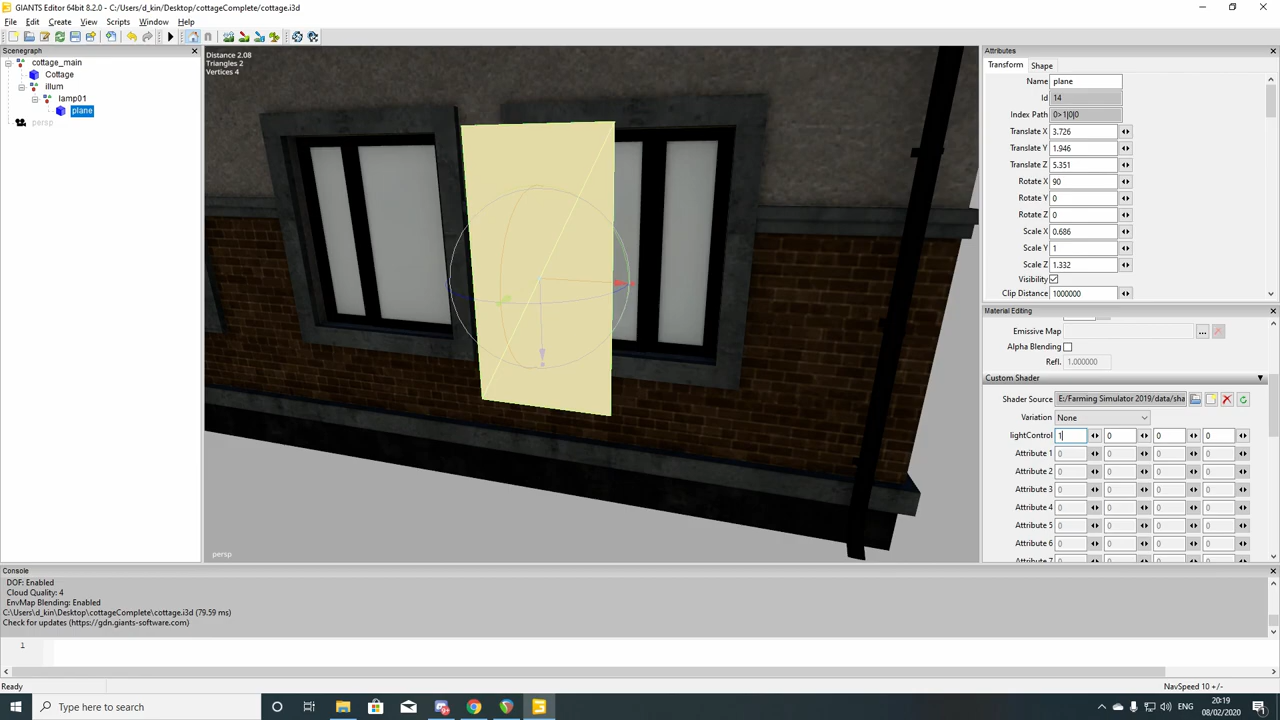 GIANTS Editor 64bit 8.2.0 - C:/Users/d_kin/Desktop/cottageComplete/cottage.i3d
File Edit Create View Scripts Window Help
Scenegraph
cottage_main
Cottage
illum
lamp01
plane
persp
Distance 2.08
Triangles 2
Vertices 4
persp
Attributes
Transform Shape
Name plane
Id 14
Index Path 0>1|0|0
Translate X 3.726
Translate Y 1.946
Translate Z 5.351
Rotate X 90
Rotate Y 0
Rotate Z 0
Scale X 0.686
Scale Y 1
Scale Z 1.332
Visibility
Clip Distance 1000000
Material Editing
Emissive Map ...
Alpha Blending
Refl. 1.000000
Custom Shader
Shader Source E:/Farming Simulator 2019/data/sha
Variation None
lightControl 1 0 0 0
Attribute 1 0 0 0 0
Attribute 2 0 0 0 0
Attribute 3 0 0 0 0
Attribute 4 0 0 0 0
Attribute 5 0 0 0 0
Attribute 6 0 0 0 0
Attribute 7 0 0 0 0
Console
DOF: Enabled
Cloud Quality: 4
EnvMap Blending: Enabled
C:\Users\d_kin\Desktop\cottageComplete\cottage.i3d (79.59 ms)
Check for updates (https://gdn.giants-software.com)
1
Ready
NavSpeed 10 +/-
Type here to search
ENG
20:19
08/02/2020